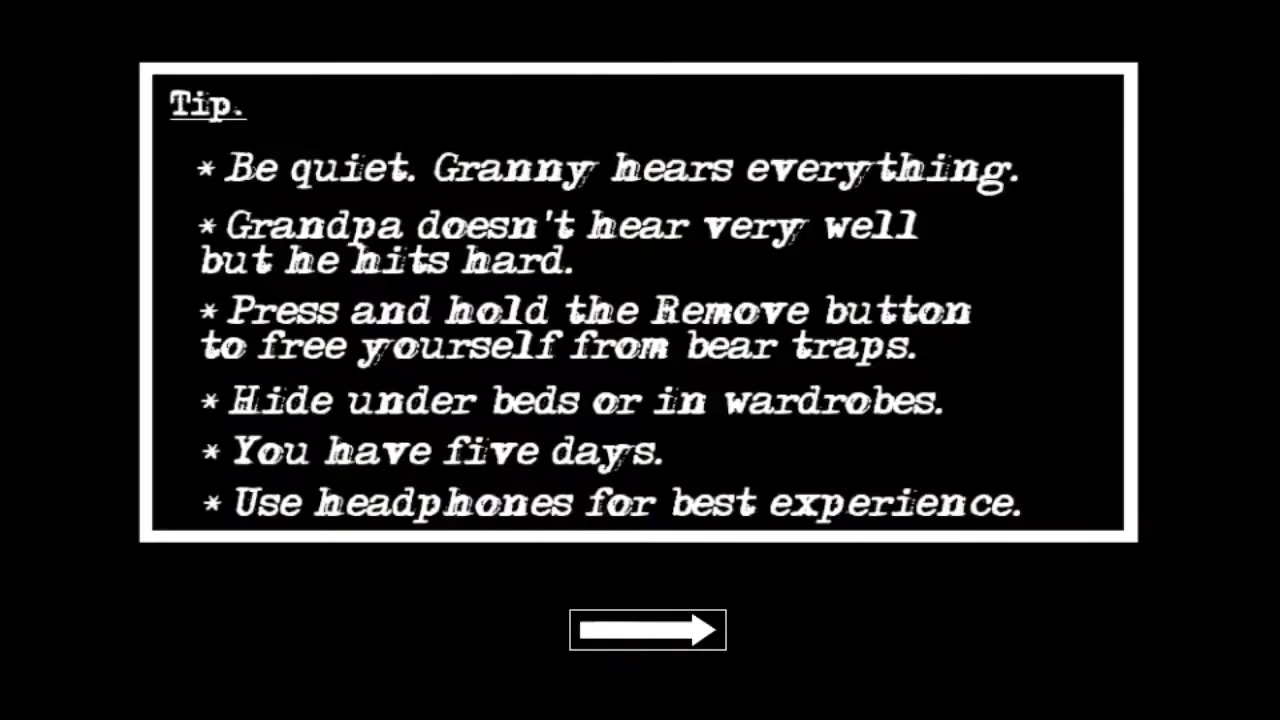 Tip.
* Be quiet. Granny hears everything.
* Grandpa doesn't hear very well
but he hits hard.
* Press and hold the Remove button
to free yourself from bear traps.
* Hide under beds or in wardrobes.
* You have five days.
* Use headphones for best experience.